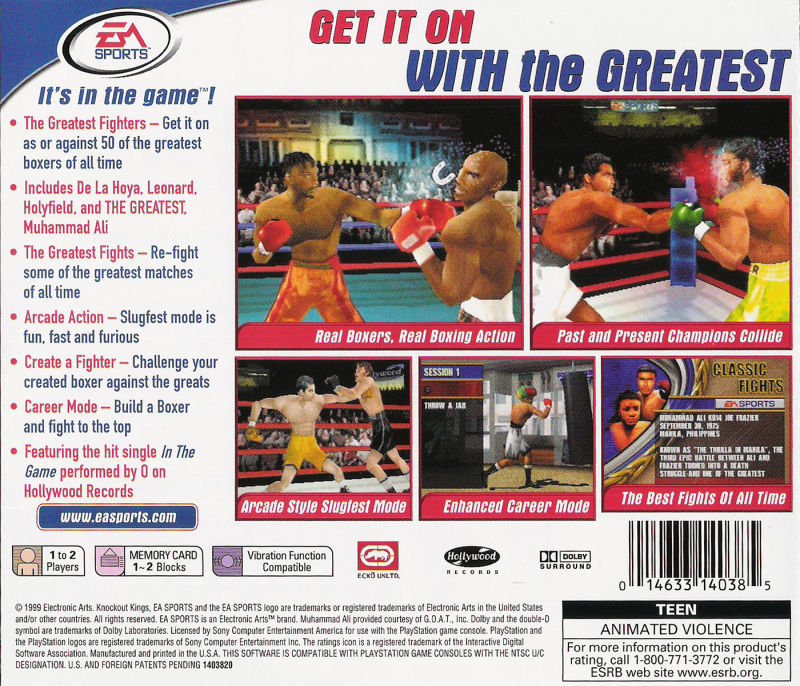 EA
SPORTS™
It's in the game™!
GET IT ON
WITH the GREATEST
• The Greatest Fighters – Get it on
as or against 50 of the greatest
boxers of all time
• Includes De La Hoya, Leonard,
Holyfield, and THE GREATEST,
Muhammad Ali
• The Greatest Fights – Re-fight
some of the greatest matches
of all time
• Arcade Action – Slugfest mode is
fun, fast and furious
• Create a Fighter – Challenge your
created boxer against the greats
• Career Mode – Build a Boxer
and fight to the top
• Featuring the hit single In The
Game performed by O on
Hollywood Records
www.easports.com
Real Boxers, Real Boxing Action
EA SPORTS
Past and Present Champions Collide
Hollywood
Arcade Style Slugfest Mode
SESSION 1
THROW A JAB
Enhanced Career Mode
CLASSIC
FIGHTS
EA SPORTS
MUHAMMAD ALI KO14 JOE FRAZIER
SEPTEMBER 30, 1975
MANILA, PHILIPPINES
KNOWN AS "THE THRILLA IN MANILA", THE
THIRD EPIC BATTLE BETWEEN ALI AND
FRAZIER TURNED INTO A DEATH
STRUGGLE AND ONE OF THE GREATEST
The Best Fights Of All Time
1 to 2
Players
MEMORY CARD
1~2 Blocks
Vibration Function
Compatible
ECKO UNLTD.
Hollywood
RECORDS
DOLBY
SURROUND
0 14633 14038 5
© 1999 Electronic Arts. Knockout Kings, EA SPORTS and the EA SPORTS logo are trademarks or registered trademarks of Electronic Arts in the United States
and/or other countries. All rights reserved. EA SPORTS is an Electronic Arts™ brand. Muhammad Ali provided courtesy of G.O.A.T., Inc. Dolby and the double-D
symbol are trademarks of Dolby Laboratories. Licensed by Sony Computer Entertainment America for use with the PlayStation game console. PlayStation and
the PlayStation logos are registered trademarks of Sony Computer Entertainment Inc. The ratings icon is a registered trademark of the Interactive Digital
Software Association. Manufactured and printed in the U.S.A. THIS SOFTWARE IS COMPATIBLE WITH PLAYSTATION GAME CONSOLES WITH THE NTSC U/C
DESIGNATION. U.S. AND FOREIGN PATENTS PENDING 1403820
TEEN
ANIMATED VIOLENCE
For more information on this product's
rating, call 1-800-771-3772 or visit the
ESRB web site www.esrb.org.